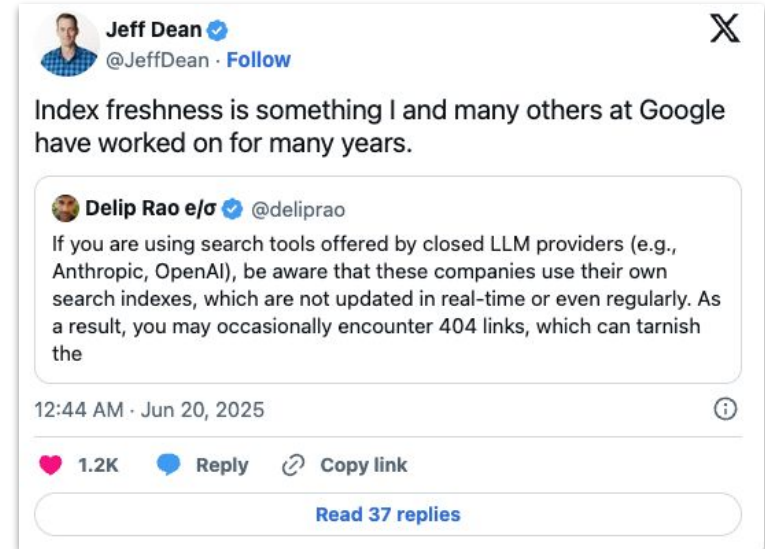 Jeff Dean
@JeffDean · Follow
Index freshness is something I and many others at Google
have worked on for many years.
Delip Rao e/σ @deliprao
If you are using search tools offered by closed LLM providers (e.g.,
Anthropic, OpenAI), be aware that these companies use their own
search indexes, which are not updated in real-time or even regularly. As
a result, you may occasionally encounter 404 links, which can tarnish
the
12:44 AM · Jun 20, 2025
1.2K Reply Copy link
Read 37 replies